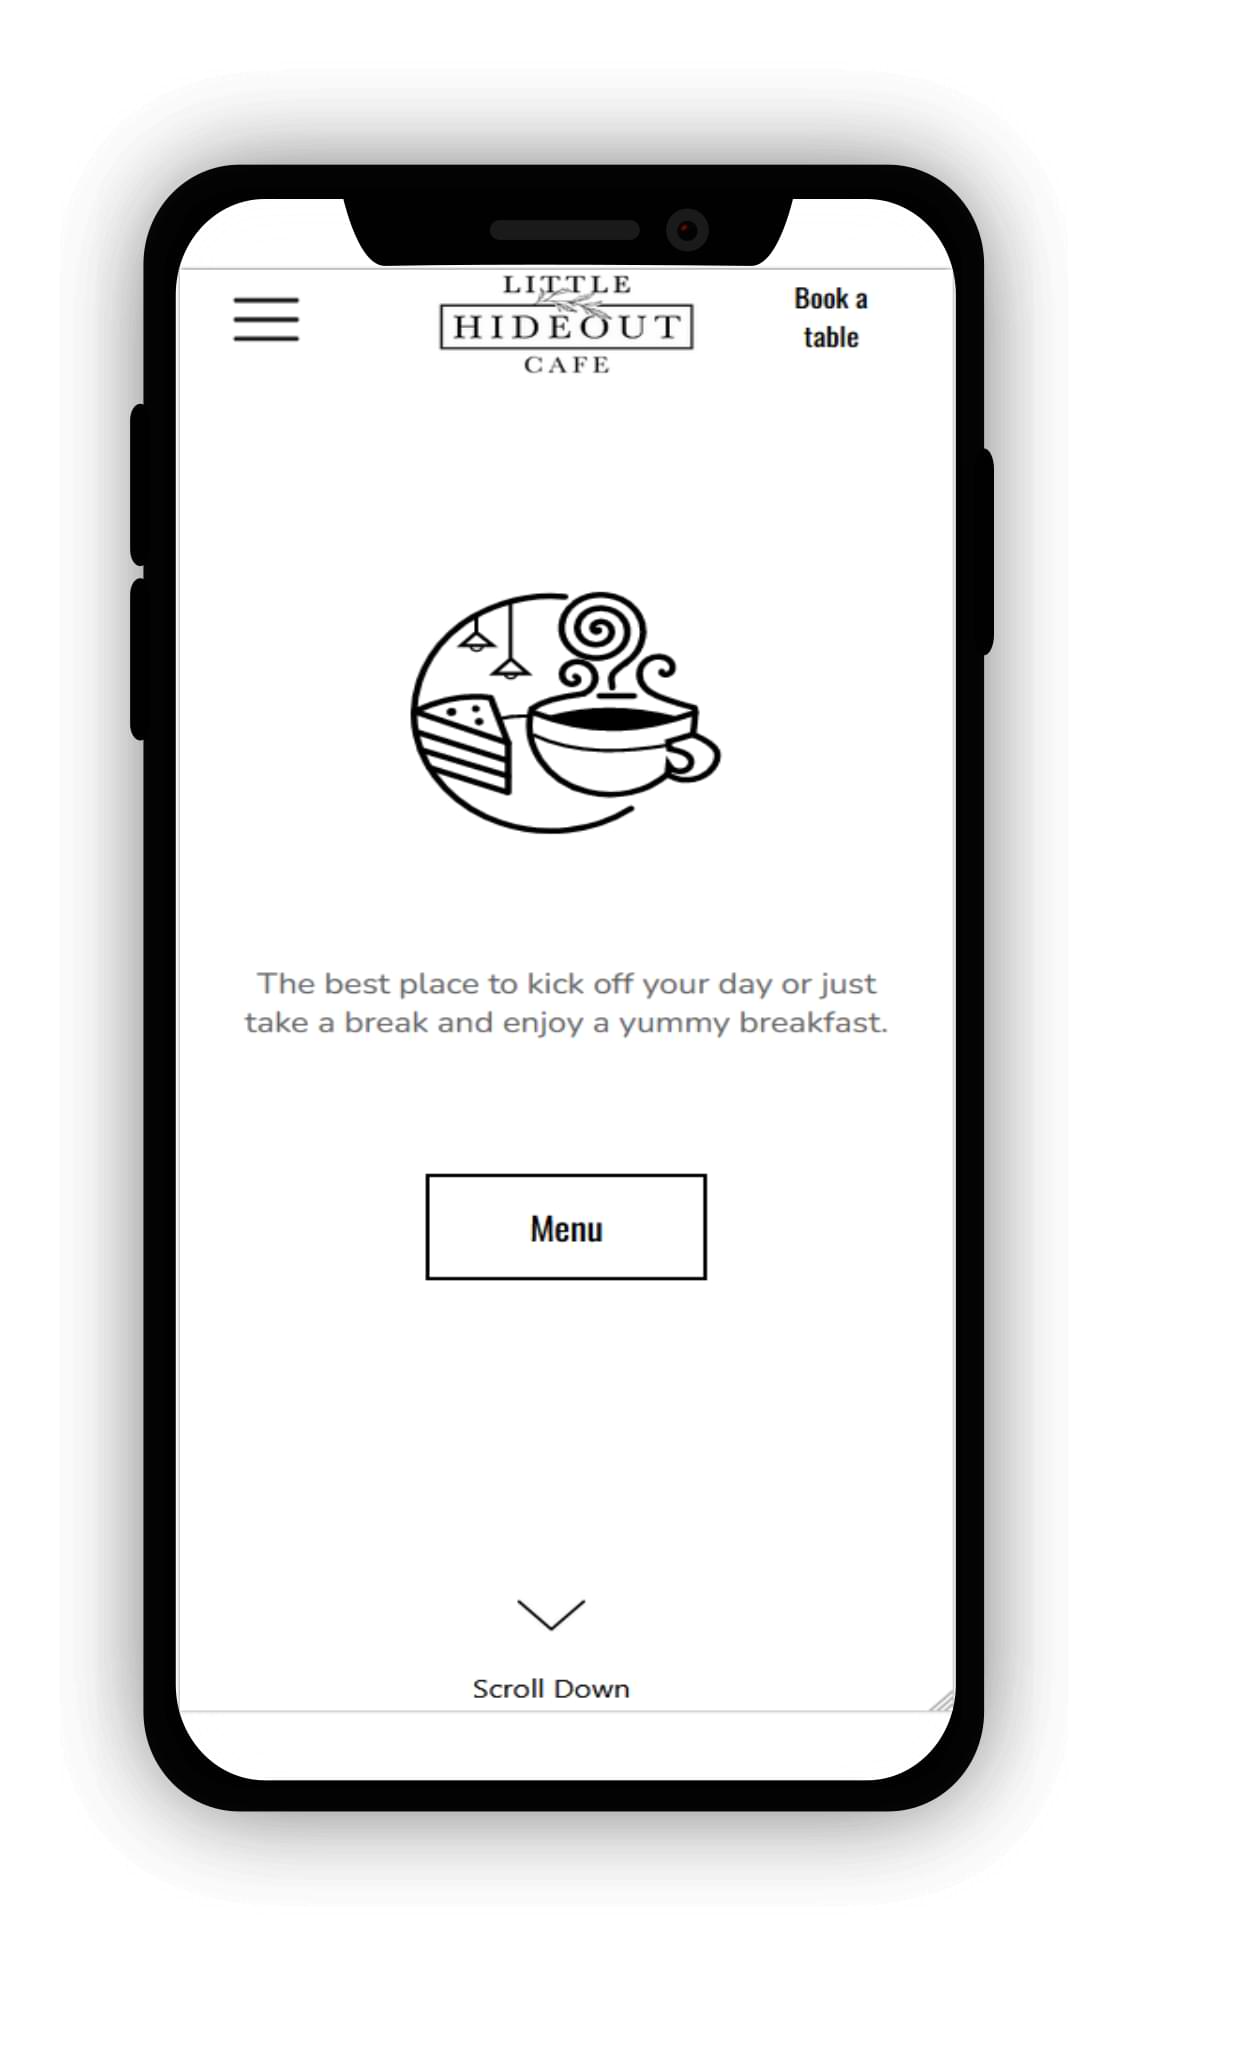 LITTLE
HIDEOUT
CAFE
Book a
table
The best place to kick off your day or just
take a break and enjoy a yummy breakfast.
Menu
Scroll Down